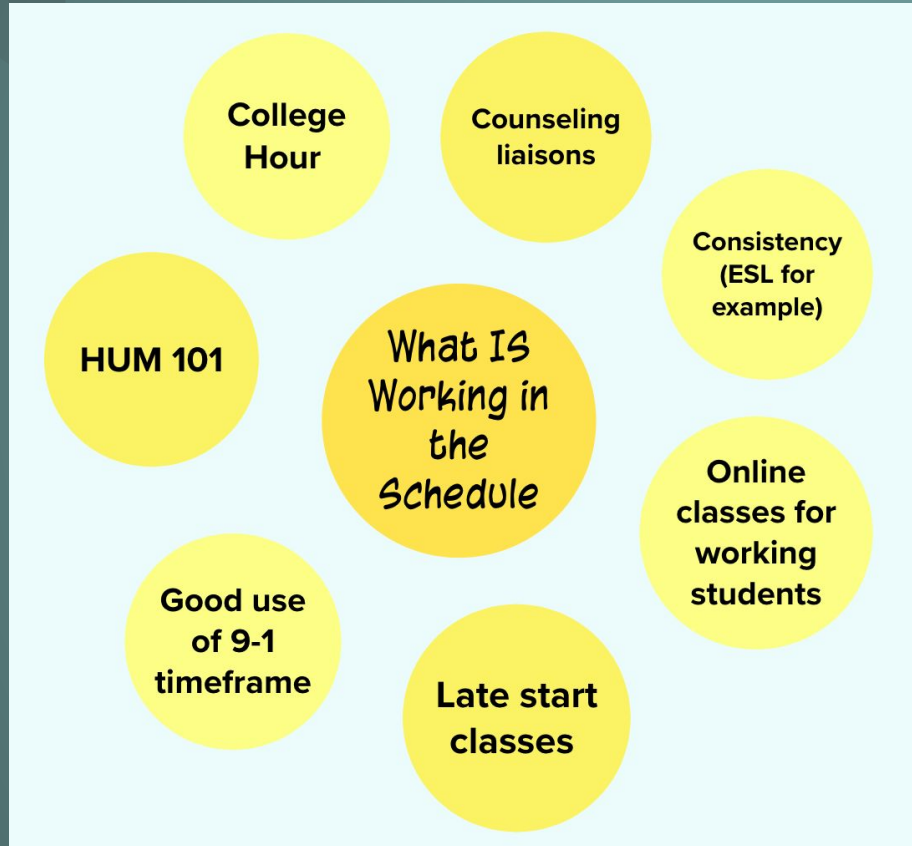 College
Hour
Counseling
liaisons
Consistency
(ESL for
example)
HUM 101
What IS
Working in
the
Schedule
Online
classes for
working
students
Good use
of 9-1
timeframe
Late start
classes